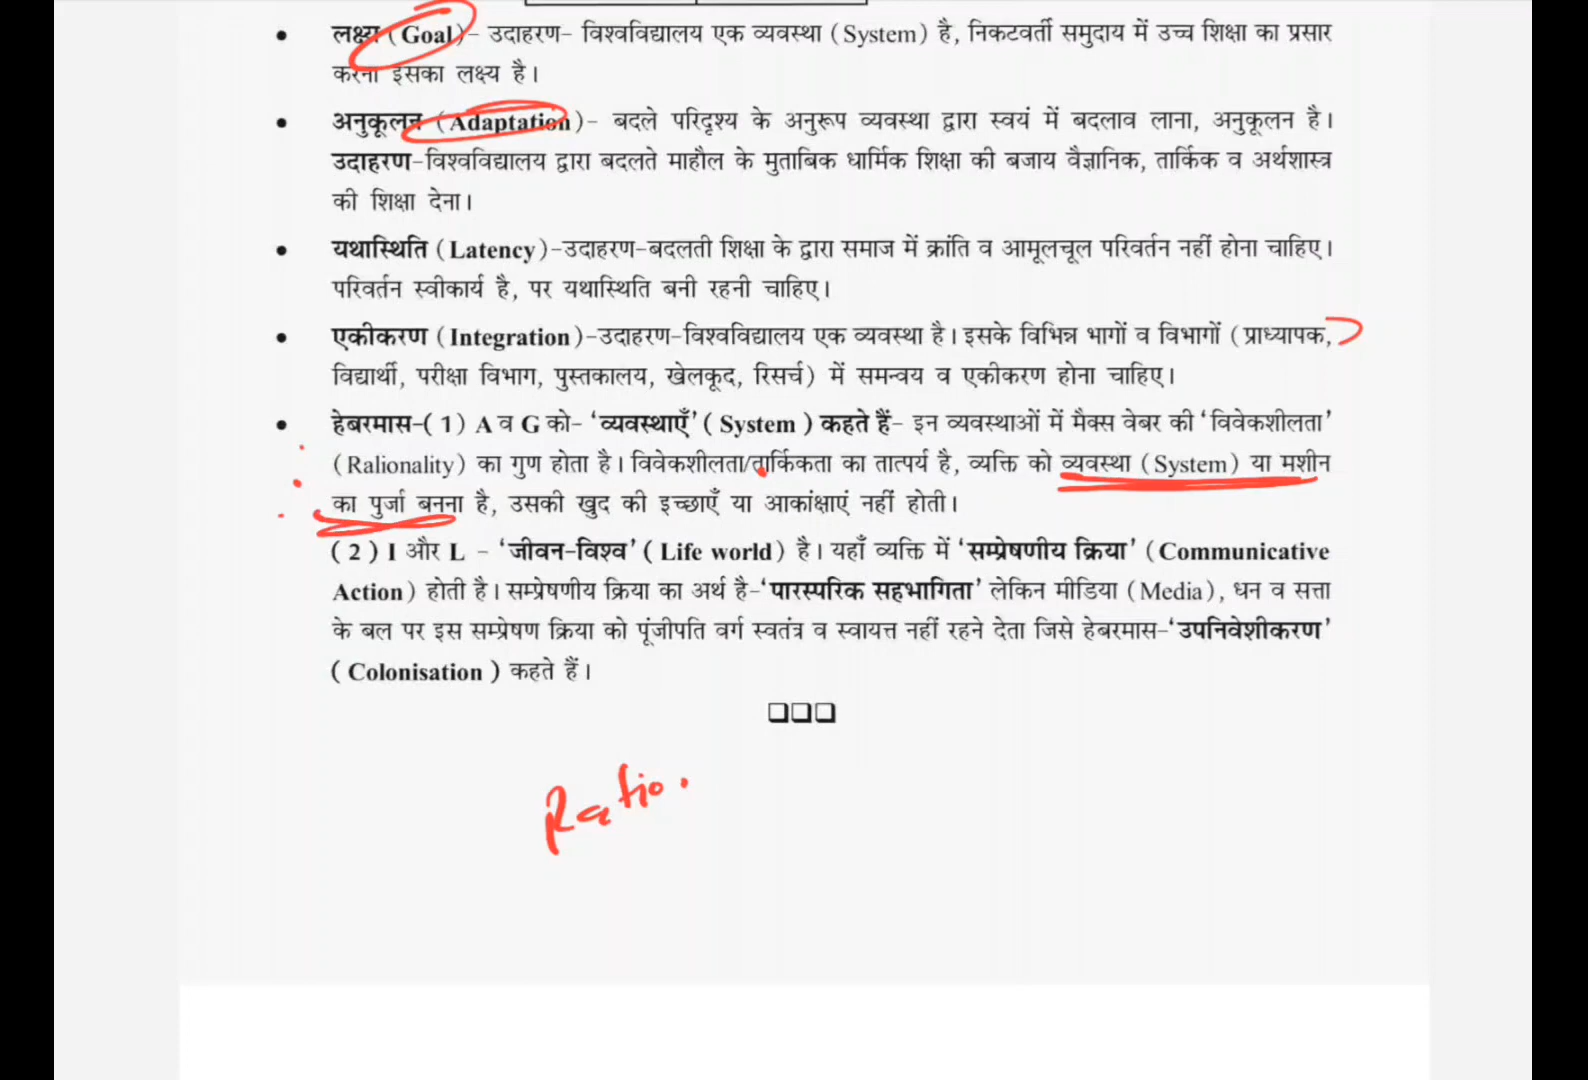 • लक्ष्य (Goal)- उदाहरण- विश्वविद्यालय एक व्यवस्था (System) है, निकटवर्ती समुदाय में उच्च शिक्षा का प्रसार
करना इसका लक्ष्य है।
• अनुकूलन (Adaptation)- बदले परिदृश्य के अनुरूप व्यवस्था द्वारा स्वयं में बदलाव लाना, अनुकूलन है।
उदाहरण-विश्वविद्यालय द्वारा बदलते माहौल के मुताबिक धार्मिक शिक्षा की बजाय वैज्ञानिक, तार्किक व अर्थशास्त्र
की शिक्षा देना।
• यथास्थिति (Latency)-उदाहरण-बदलती शिक्षा के द्वारा समाज में क्रांति व आमूलचूल परिवर्तन नहीं होना चाहिए।
परिवर्तन स्वीकार्य है, पर यथास्थिति बनी रहनी चाहिए।
• एकीकरण (Integration)-उदाहरण-विश्वविद्यालय एक व्यवस्था है। इसके विभिन्न भागों व विभागों (प्राध्यापक,
विद्यार्थी, परीक्षा विभाग, पुस्तकालय, खेलकूद, रिसर्च) में समन्वय व एकीकरण होना चाहिए।
• हेबरमास-(1) A व G को- ‘व्यवस्थाएँ’ (System) कहते हैं- इन व्यवस्थाओं में मैक्स वेबर की ‘विवेकशीलता’
(Ralionality) का गुण होता है। विवेकशीलता/तार्किकता का तात्पर्य है, व्यक्ति को व्यवस्था (System) या मशीन
का पुर्जा बनना है, उसकी खुद की इच्छाएँ या आकांक्षाएं नहीं होती।
(2) I और L - ‘जीवन-विश्व’ (Life world) है। यहाँ व्यक्ति में ‘सम्प्रेषणीय क्रिया’ (Communicative
Action) होती है। सम्प्रेषणीय क्रिया का अर्थ है-‘पारस्परिक सहभागिता’ लेकिन मीडिया (Media), धन व सत्ता
के बल पर इस सम्प्रेषण क्रिया को पूंजीपति वर्ग स्वतंत्र व स्वायत्त नहीं रहने देता जिसे हेबरमास-‘उपनिवेशीकरण’
(Colonisation) कहते हैं।
❑❑❑
Ratio.